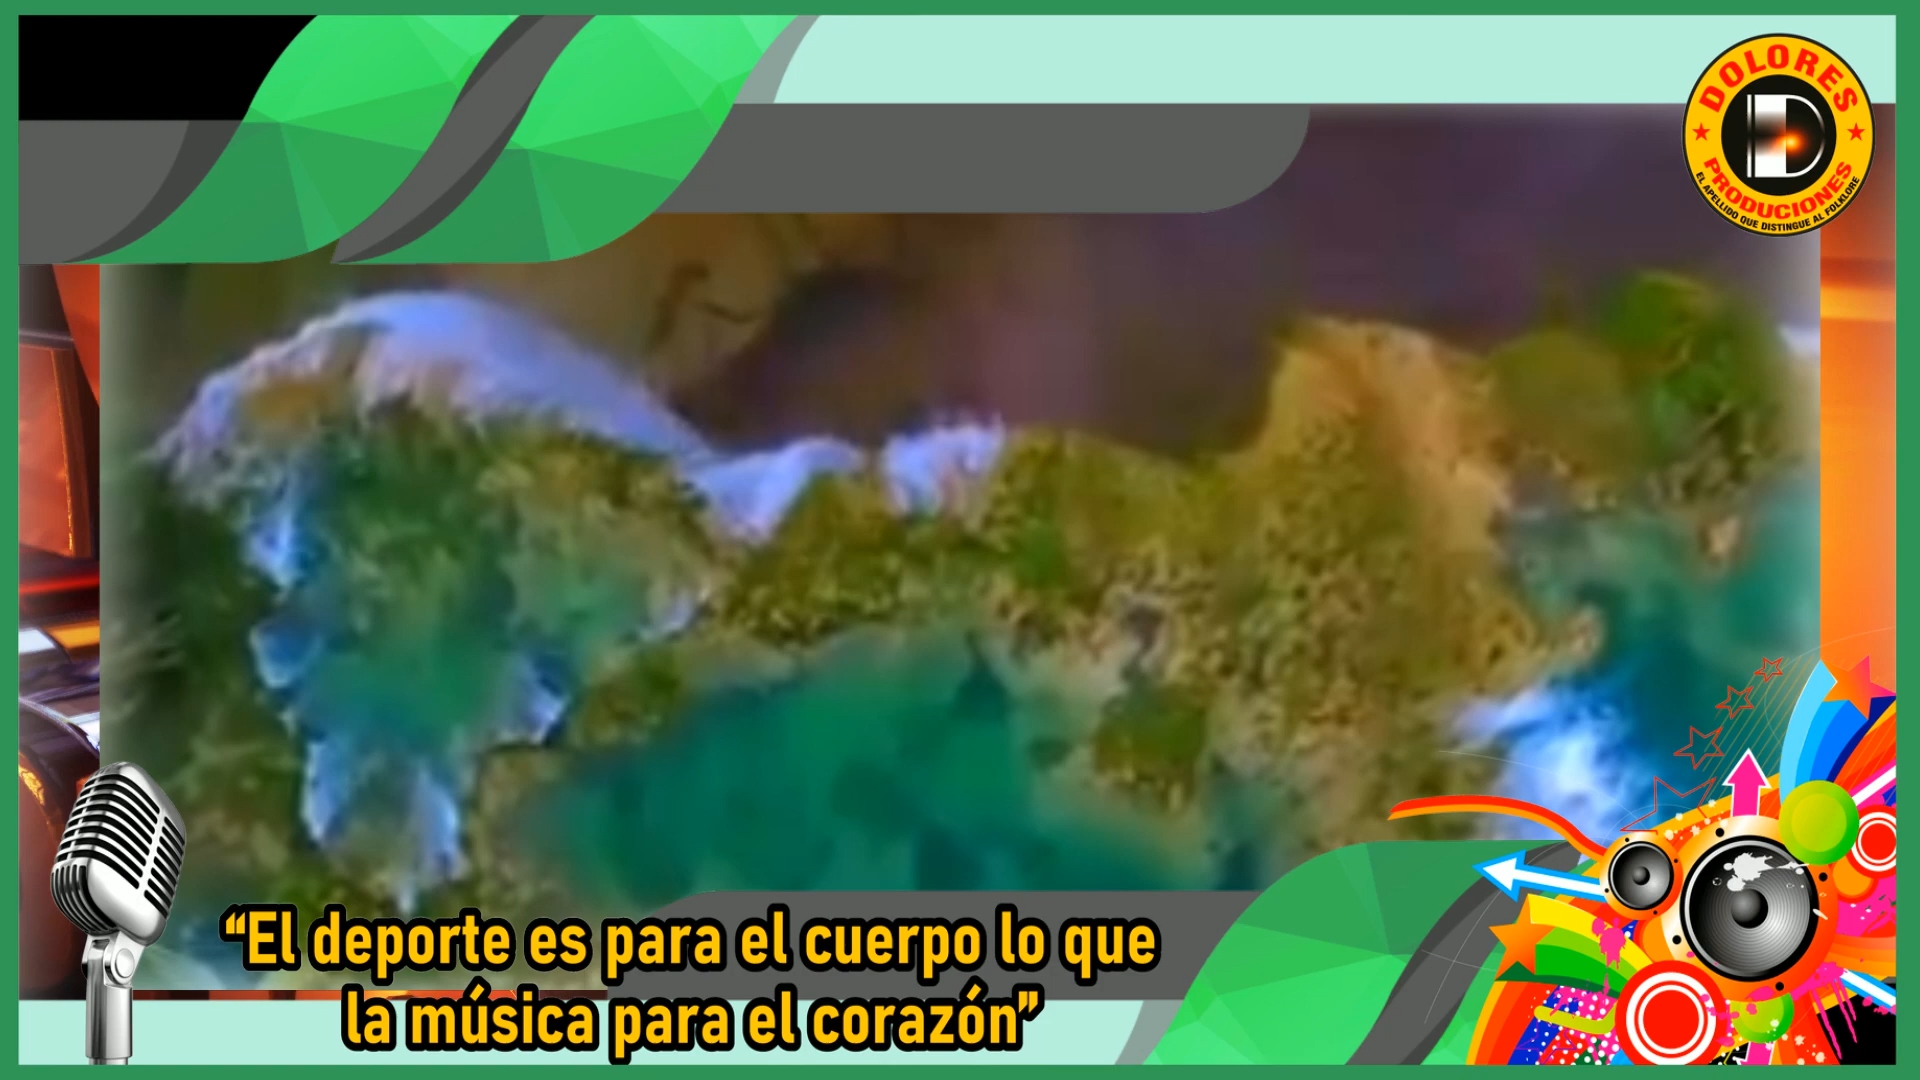 DOLORES
D
PRODUCIONES
EL APELLIDO QUE DISTINGUE AL FOLKLORE
“El deporte es para el cuerpo lo que
la música para el corazón”